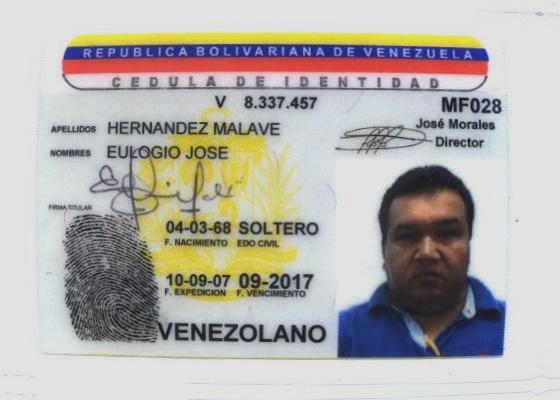 REPUBLICA BOLIVARIANA DE VENEZUELA
CEDULA DE IDENTIDAD
V 8.337.457
MF028
José Morales
Director
APELLIDOS HERNANDEZ MALAVE
NOMBRES EULOGIO JOSE
FIRMA TITULAR
04-03-68 SOLTERO
F. NACIMIENTO EDO CIVIL
10-09-07 09-2017
F. EXPEDICION F. VENCIMIENTO
VENEZOLANO